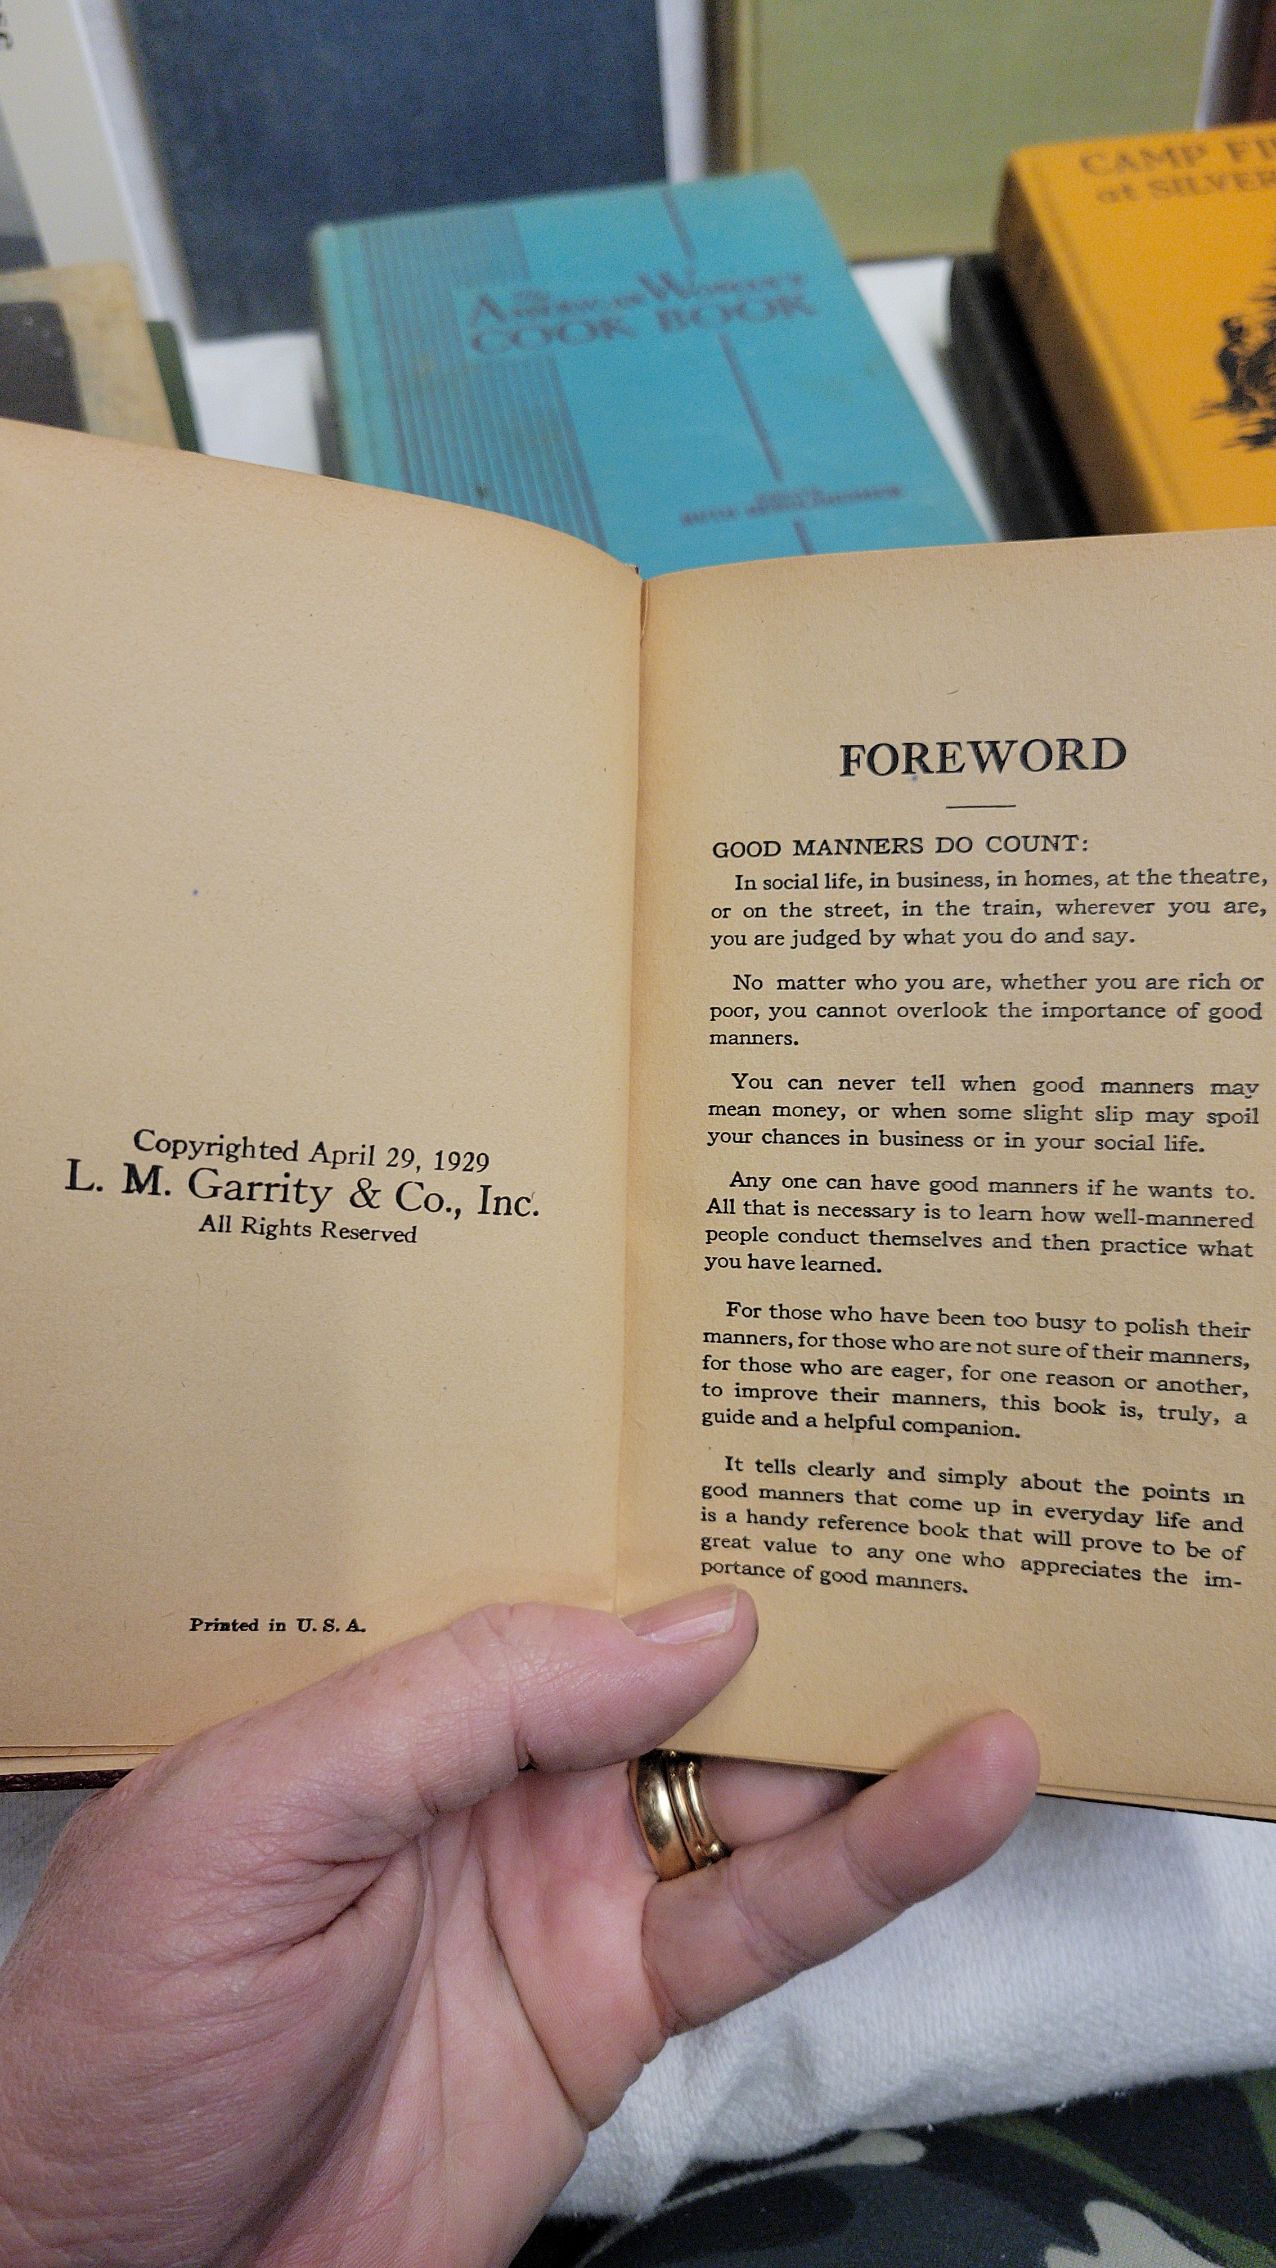 CAMP FI
at SILVER
The
American Woman's
COOK BOOK
Copyrighted April 29, 1929
L. M. Garrity & Co., Inc.
All Rights Reserved
Printed in U. S. A.
FOREWORD
GOOD MANNERS DO COUNT:
In social life, in business, in homes, at the theatre,
or on the street, in the train, wherever you are,
you are judged by what you do and say.
No matter who you are, whether you are rich or
poor, you cannot overlook the importance of good
manners.
You can never tell when good manners may
mean money, or when some slight slip may spoil
your chances in business or in your social life.
Any one can have good manners if he wants to.
All that is necessary is to learn how well-mannered
people conduct themselves and then practice what
you have learned.
For those who have been too busy to polish their
manners, for those who are not sure of their manners,
for those who are eager, for one reason or another,
to improve their manners, this book is, truly, a
guide and a helpful companion.
It tells clearly and simply about the points in
good manners that come up in everyday life and
is a handy reference book that will prove to be of
great value to any one who appreciates the im-
portance of good manners.